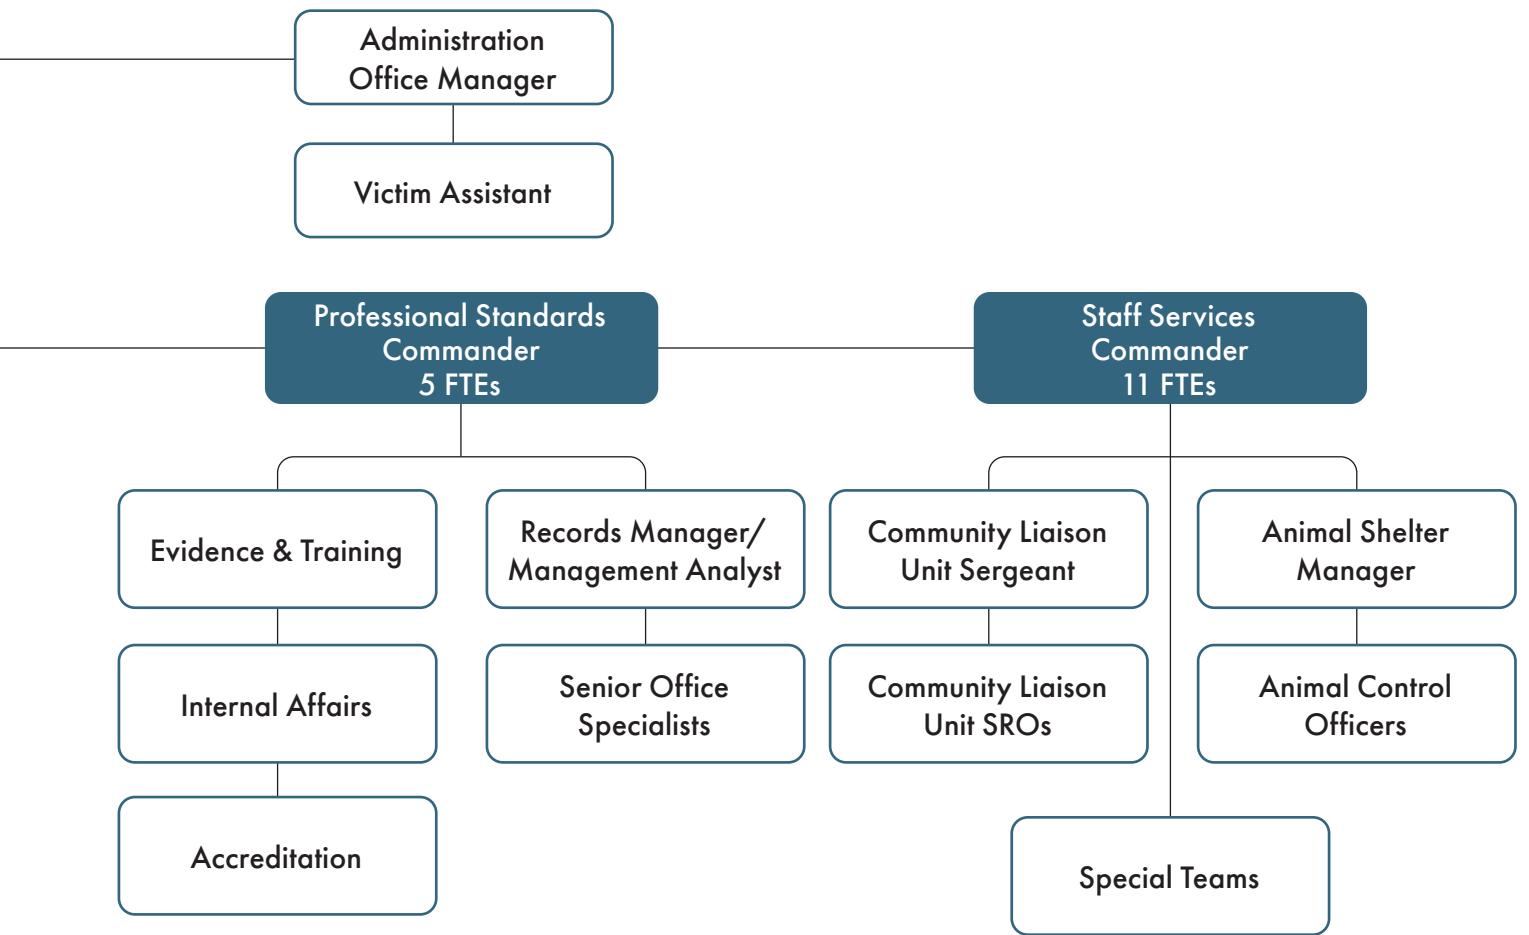 Administration
Office Manager
Victim Assistant
Professional Standards
Commander
5 FTEs
Staff Services
Commander
11 FTEs
Evidence & Training
Records Manager/
Management Analyst
Community Liaison
Unit Sergeant
Animal Shelter
Manager
Internal Affairs
Senior Office
Specialists
Community Liaison
Unit SROs
Animal Control
Officers
Accreditation
Special Teams